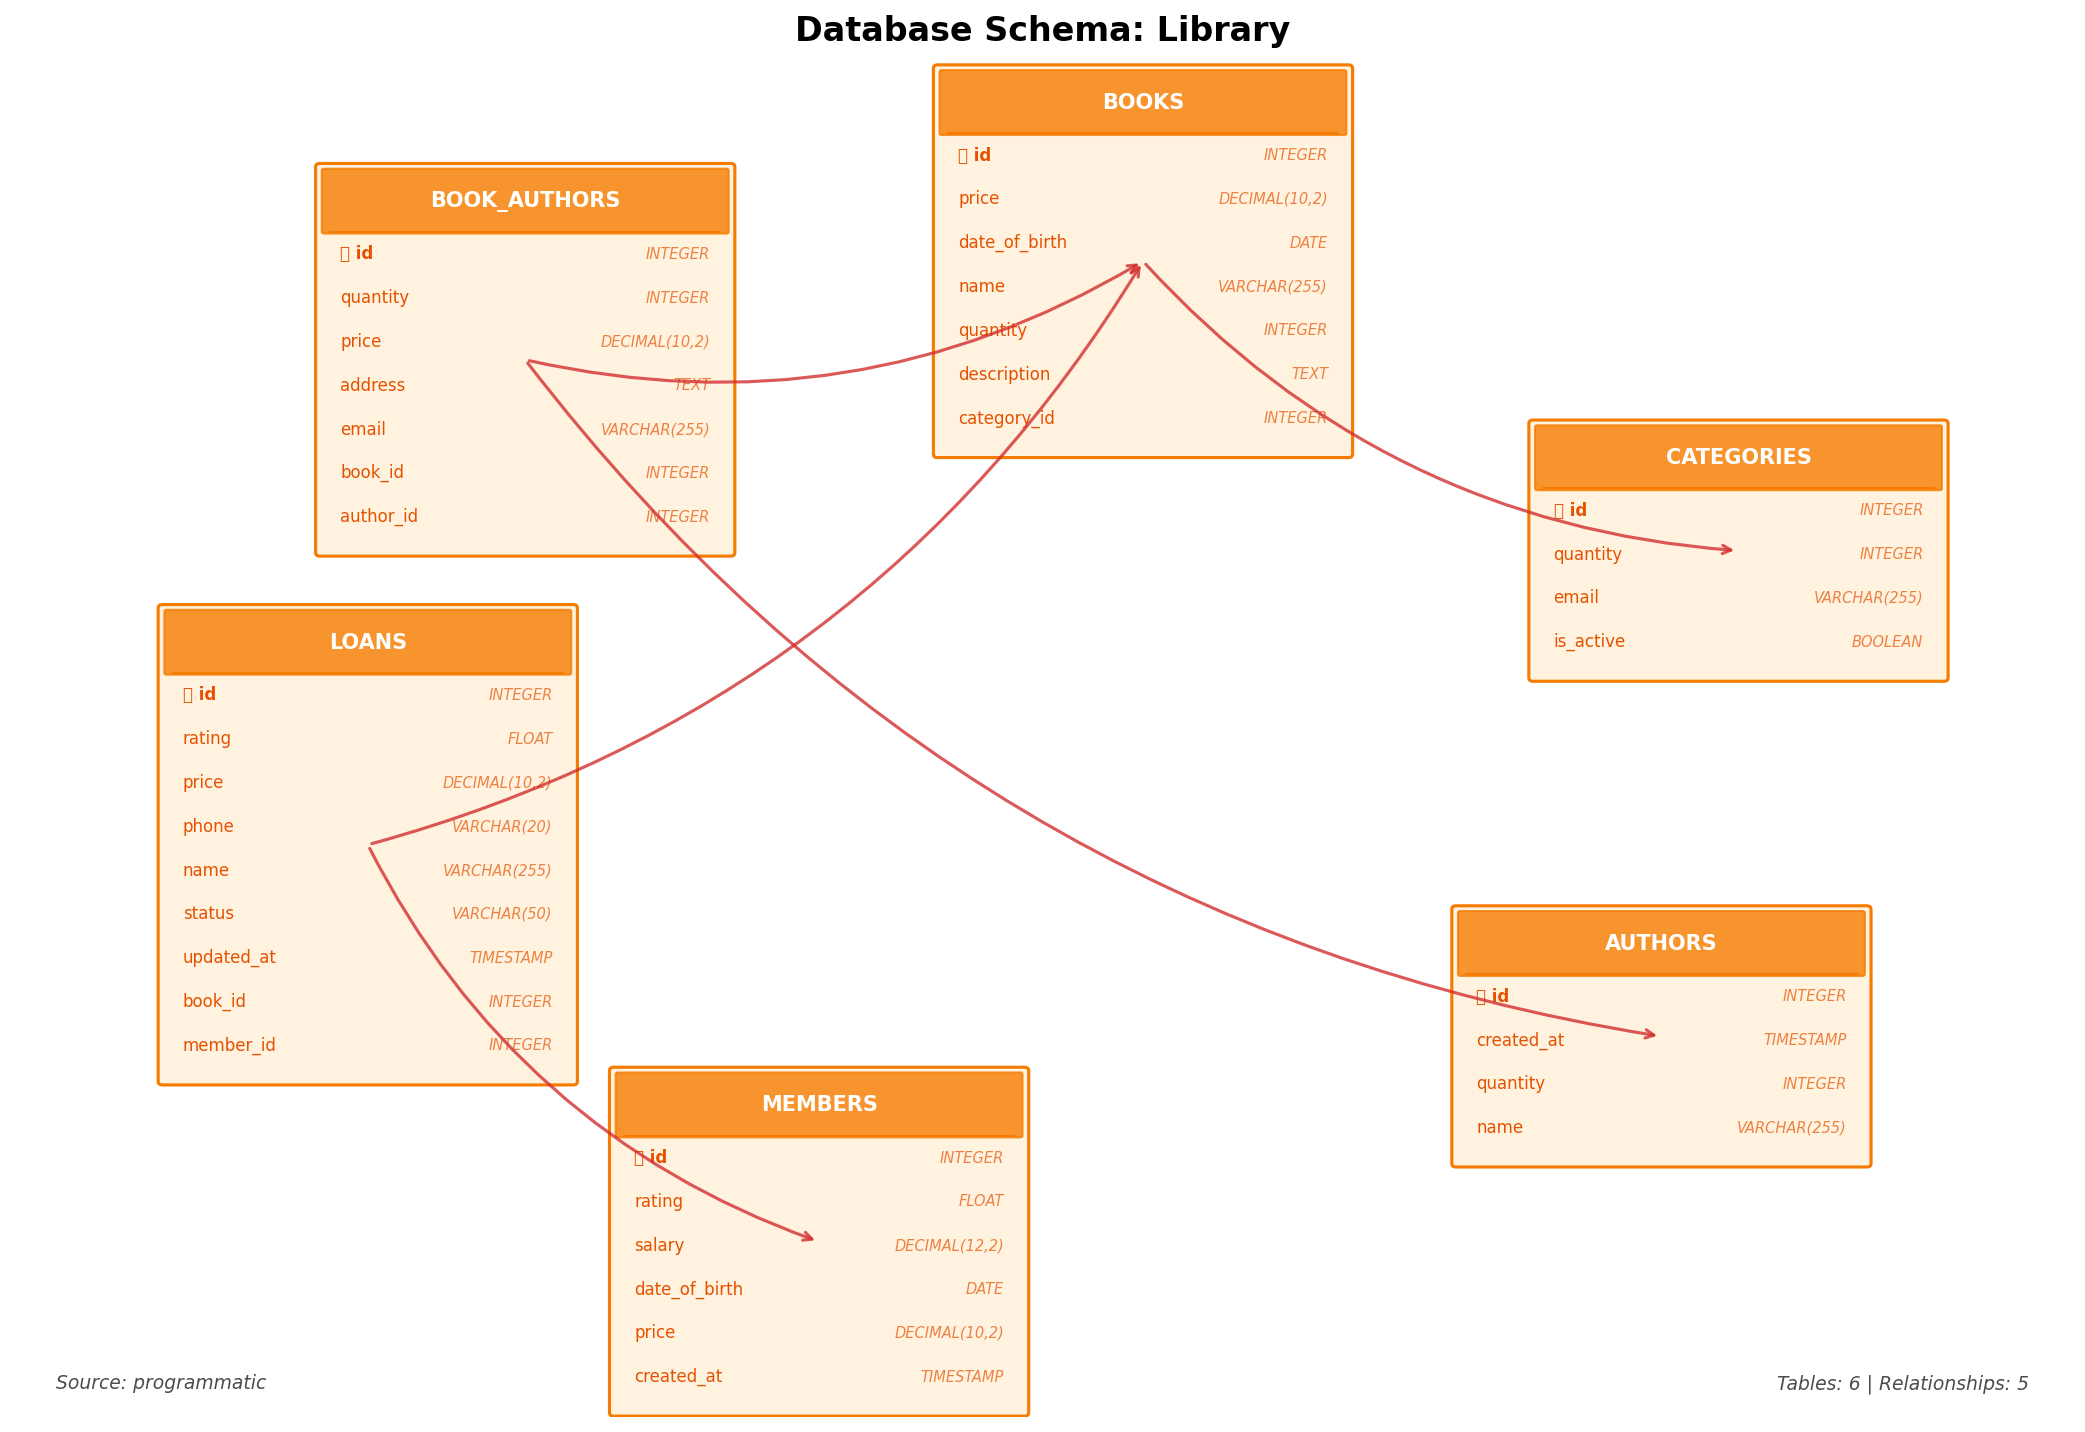 Database Schema: Library
BOOKS
id INTEGER
price DECIMAL(10,2)
date_of_birth DATE
name VARCHAR(255)
quantity INTEGER
description TEXT
category_id INTEGER
BOOK_AUTHORS
id INTEGER
quantity INTEGER
price DECIMAL(10,2)
address TEXT
email VARCHAR(255)
book_id INTEGER
author_id INTEGER
CATEGORIES
id INTEGER
quantity INTEGER
email VARCHAR(255)
is_active BOOLEAN
LOANS
id INTEGER
rating FLOAT
price DECIMAL(10,2)
phone VARCHAR(20)
name VARCHAR(255)
status VARCHAR(50)
updated_at TIMESTAMP
book_id INTEGER
member_id INTEGER
AUTHORS
id INTEGER
created_at TIMESTAMP
quantity INTEGER
name VARCHAR(255)
MEMBERS
id INTEGER
rating FLOAT
salary DECIMAL(12,2)
date_of_birth DATE
price DECIMAL(10,2)
created_at TIMESTAMP
Source: programmatic
Tables: 6 | Relationships: 5